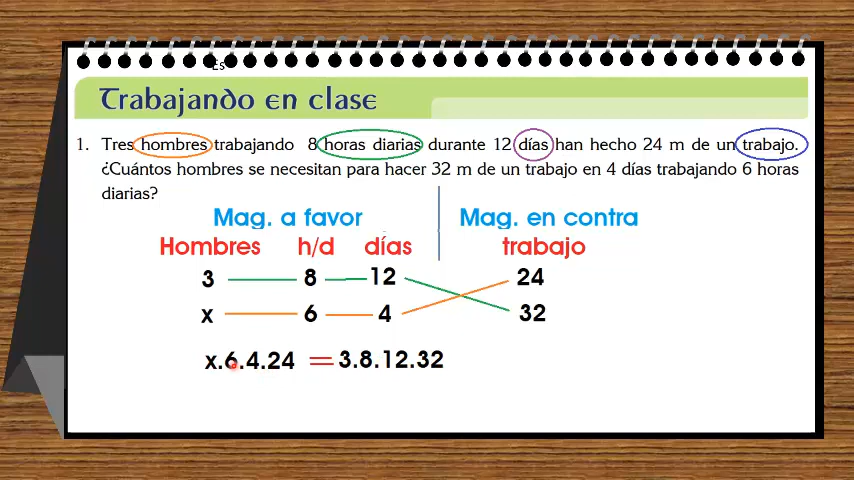 Es
Trabajando en clase
1. Tres hombres trabajando 8 horas diarias durante 12 días han hecho 24 m de un trabajo.
¿Cuántos hombres se necesitan para hacer 32 m de un trabajo en 4 días trabajando 6 horas
diarias?
Mag. a favor Mag. en contra
Hombres h/d días trabajo
3 8 12 24
x 6 4 32
x.6.4.24 = 3.8.12.32